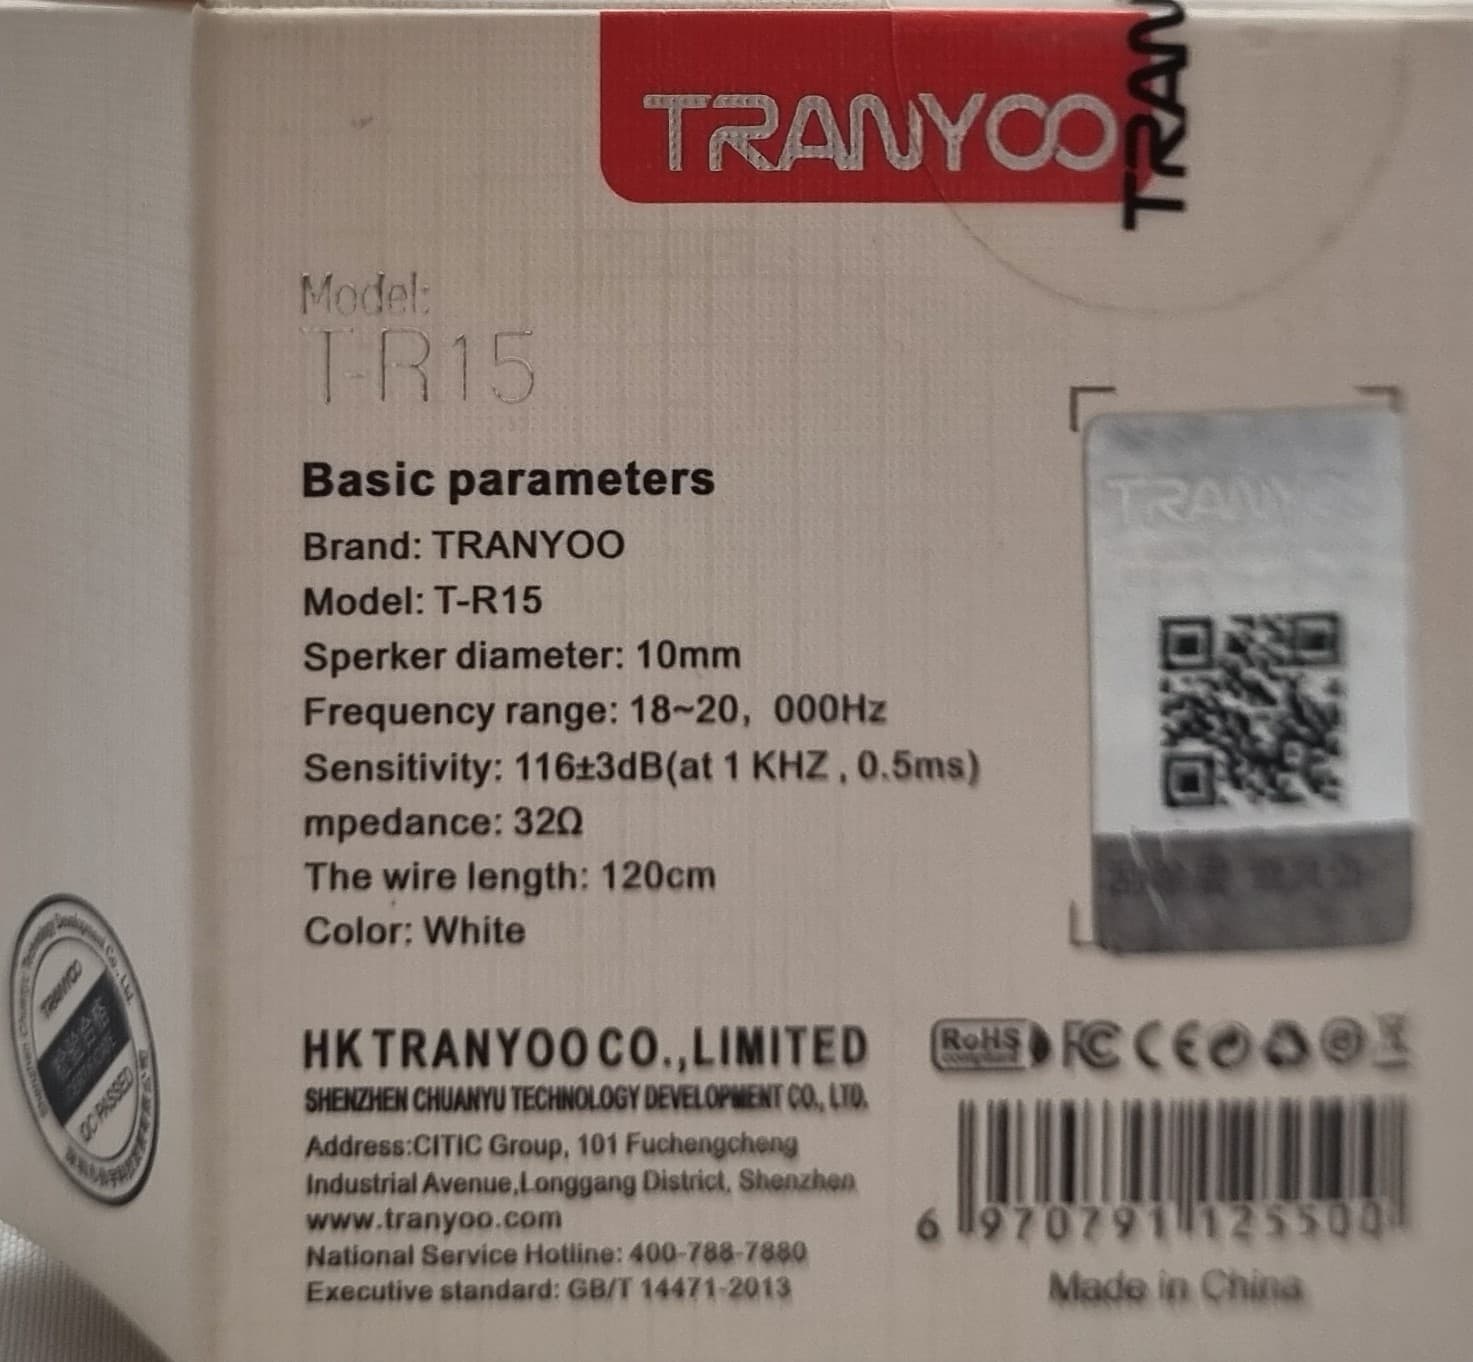 TRANYOO
TRAN
Model:
T-R15
Basic parameters
Brand: TRANYOO
Model: T-R15
Sperker diameter: 10mm
Frequency range: 18~20, 000Hz
Sensitivity: 116±3dB(at 1 KHZ , 0.5ms)
mpedance: 32Ω
The wire length: 120cm
Color: White
TRANY
TRANYOO
QC PASSED
HK TRANYOO CO.,LIMITED
SHENZHEN CHUANYU TECHNOLOGY DEVELOPMENT CO., LTD.
Address:CITIC Group, 101 Fuchengcheng
Industrial Avenue,Longgang District, Shenzhen
www.tranyoo.com
National Service Hotline: 400-788-7880
Executive standard: GB/T 14471-2013
RoHS
compliant
FC CE
6 970791 125500
Made in China